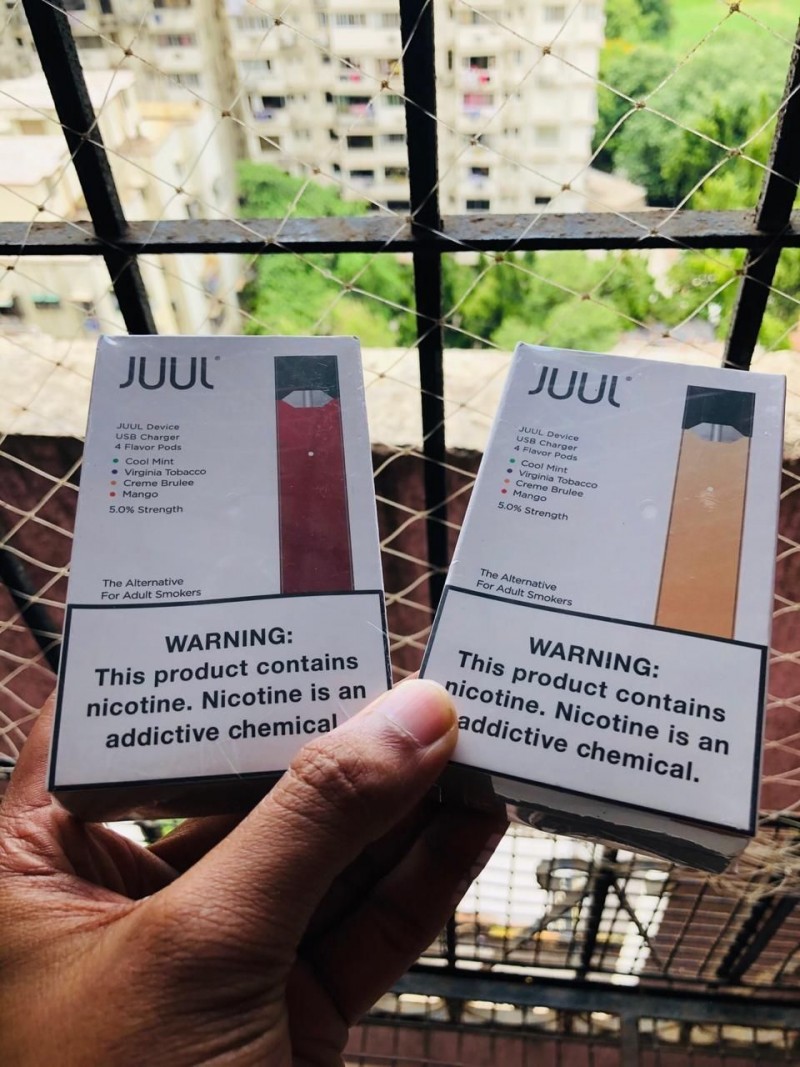 JUUL
JUUL Device
USB Charger
4 Flavor Pods
Cool Mint
Virginia Tobacco
Creme Brulee
Mango
5.0% Strength
The Alternative
For Adult Smokers
WARNING:
This product contains
nicotine. Nicotine is an
addictive chemical
JUUL
JUUL Device
USB Charger
4 Flavor Pods
Cool Mint
Virginia Tobacco
Creme Brulee
Mango
5.0% Strength
The Alternative
For Adult Smokers
WARNING:
This product contains
nicotine. Nicotine is an
addictive chemical.